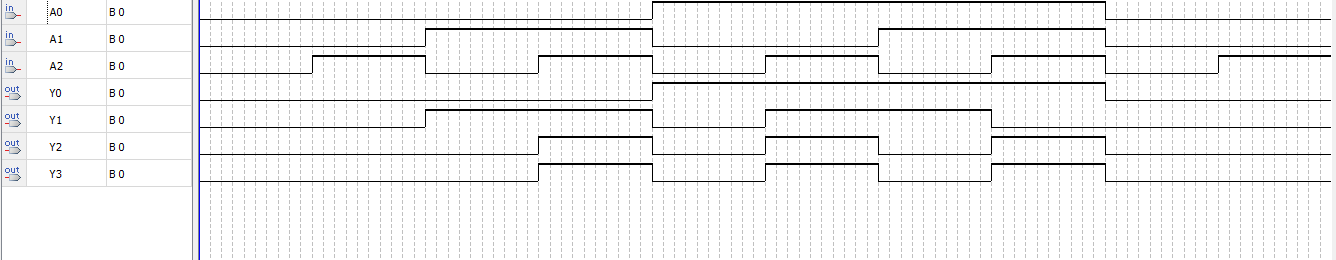 in A0 B 0
in A1 B 0
in A2 B 0
out Y0 B 0
out Y1 B 0
out Y2 B 0
out Y3 B 0